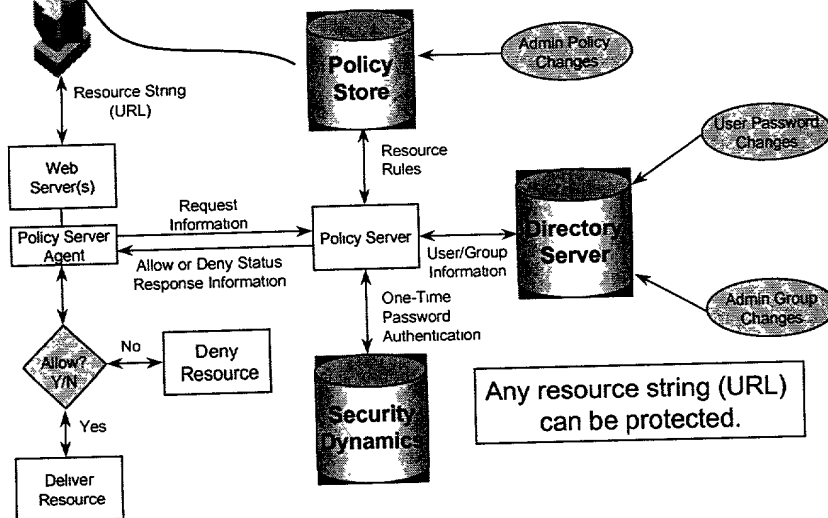 Admin Policy
Changes
Policy
Store
Resource String
(URL)
User Password
Changes
Web
Server(s)
Resource
Rules
Request
Information
Policy Server
Agent
Policy Server
Directory
Server
Allow or Deny Status
Response Information
User/Group
Information
Admin Group
Changes
One-Time
Password
Authentication
Allow?
Y/N
No
Deny
Resource
Security
Dynamics
Any resource string (URL)
can be protected.
Yes
Deliver
Resource